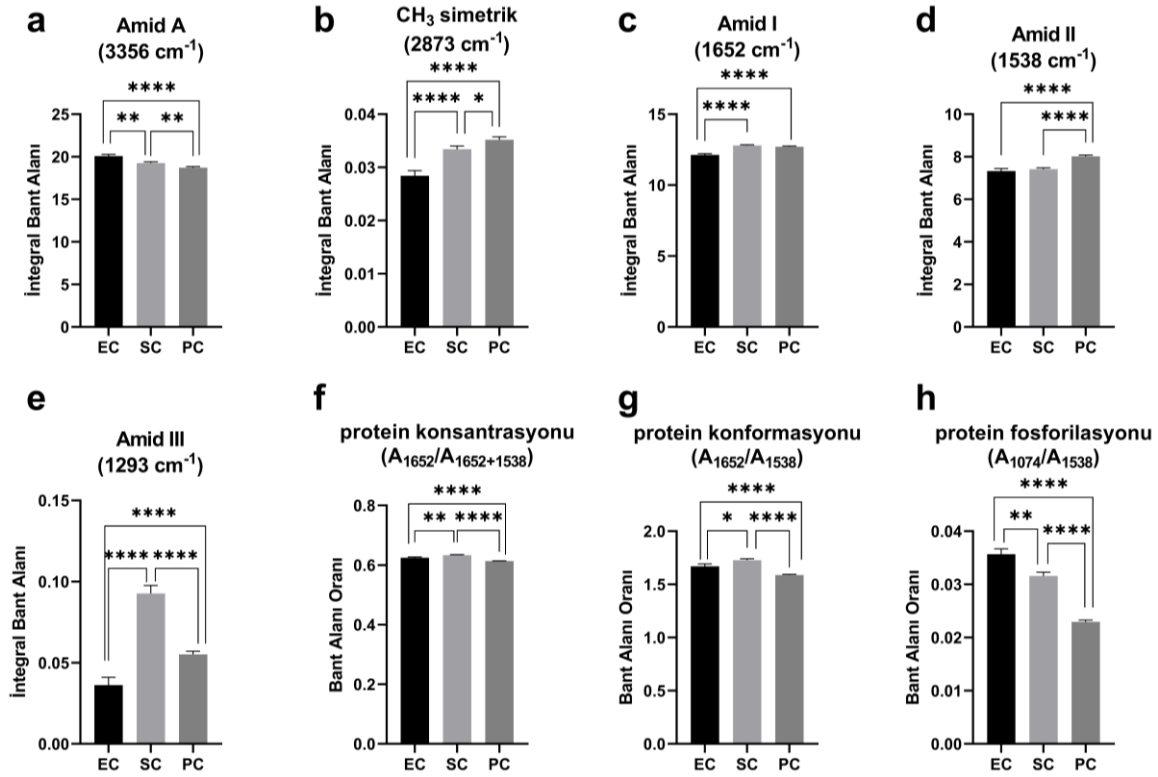 a
Amid A
(3356 cm⁻¹)
****
** **
İntegral Bant Alanı
25
20
15
10
5
0
EC SC PC
b
CH₃ simetrik
(2873 cm⁻¹)
****
**** *
İntegral Bant Alanı
0.04
0.03
0.02
0.01
0.00
EC SC PC
c
Amid I
(1652 cm⁻¹)
****
****
İntegral Bant Alanı
15
10
5
0
EC SC PC
d
Amid II
(1538 cm⁻¹)
****
****
İntegral Bant Alanı
10
8
6
4
2
0
EC SC PC
e
Amid III
(1293 cm⁻¹)
****
**** ****
İntegral Bant Alanı
0.15
0.10
0.05
0.00
EC SC PC
f
protein konsantrasyonu
(A₁₆₅₂/A₁₆₅₂₊₁₅₃₈)
****
** ****
Bant Alanı Oranı
0.8
0.6
0.4
0.2
0.0
EC SC PC
g
protein konformasyonu
(A₁₆₅₂/A₁₅₃₈)
****
* ****
Bant Alanı Oranı
2.0
1.5
1.0
0.5
0.0
EC SC PC
h
protein fosforilasyonu
(A₁₀₇₄/A₁₅₃₈)
****
** ****
Bant Alanı Oranı
0.04
0.03
0.02
0.01
0.00
EC SC PC